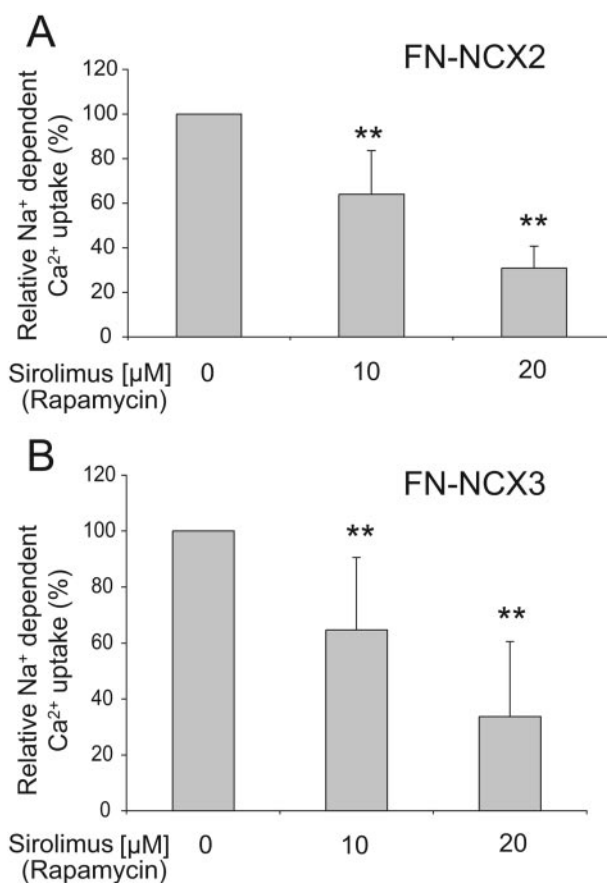 A
FN-NCX2
Relative Na⁺ dependent
Ca²⁺ uptake (%)
120
100
80
60
40
20
0
**
**
Sirolimus [µM] 0 10 20
(Rapamycin)
B
FN-NCX3
Relative Na⁺ dependent
Ca²⁺ uptake (%)
120
100
80
60
40
20
0
**
**
Sirolimus [µM] 0 10 20
(Rapamycin)